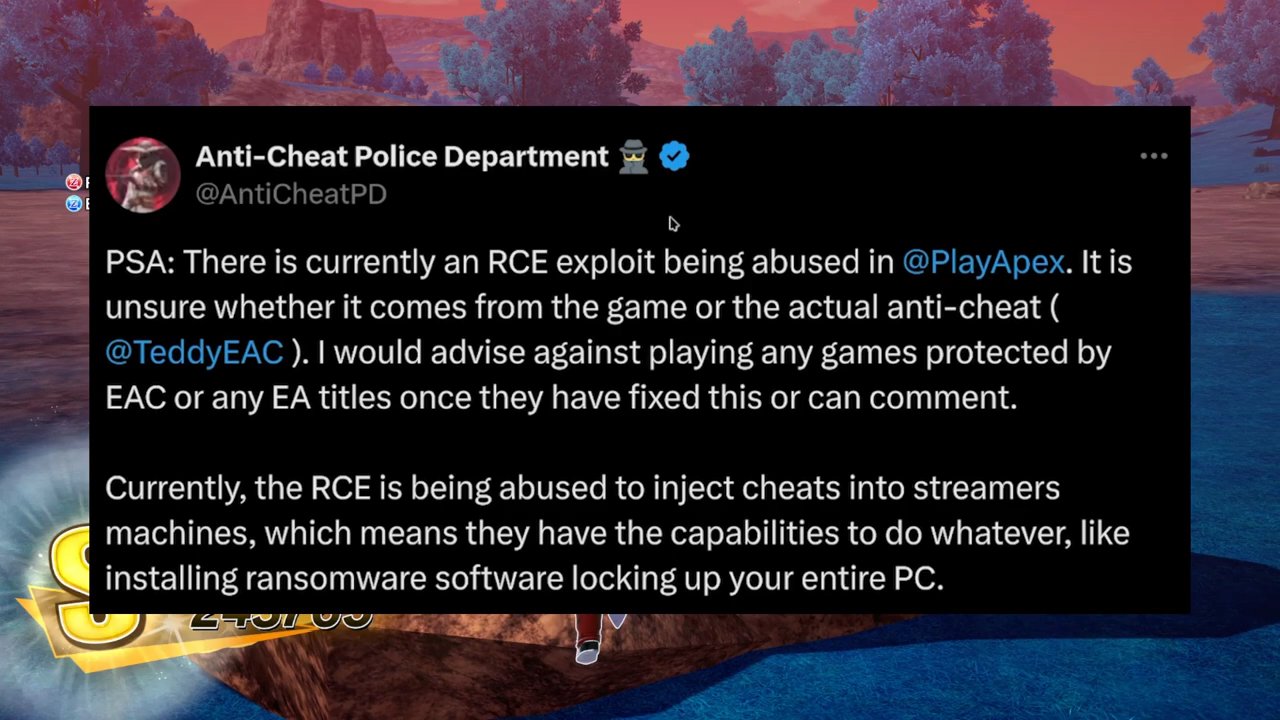 Anti-Cheat Police Department
@AntiCheatPD
PSA: There is currently an RCE exploit being abused in @PlayApex. It is
unsure whether it comes from the game or the actual anti-cheat (
@TeddyEAC ). I would advise against playing any games protected by
EAC or any EA titles once they have fixed this or can comment.
Currently, the RCE is being abused to inject cheats into streamers
machines, which means they have the capabilities to do whatever, like
installing ransomware software locking up your entire PC.
S